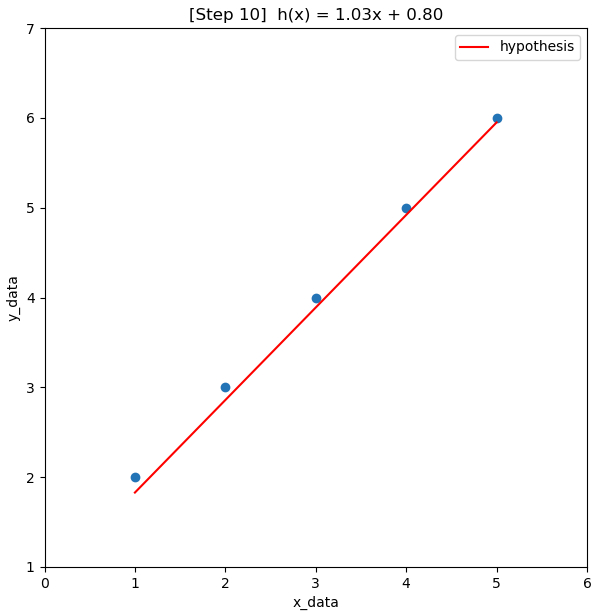 [Step 10]  h(x) = 1.03x + 0.80
hypothesis
7
6
5
4
3
2
1
y_data
0 1 2 3 4 5 6
x_data